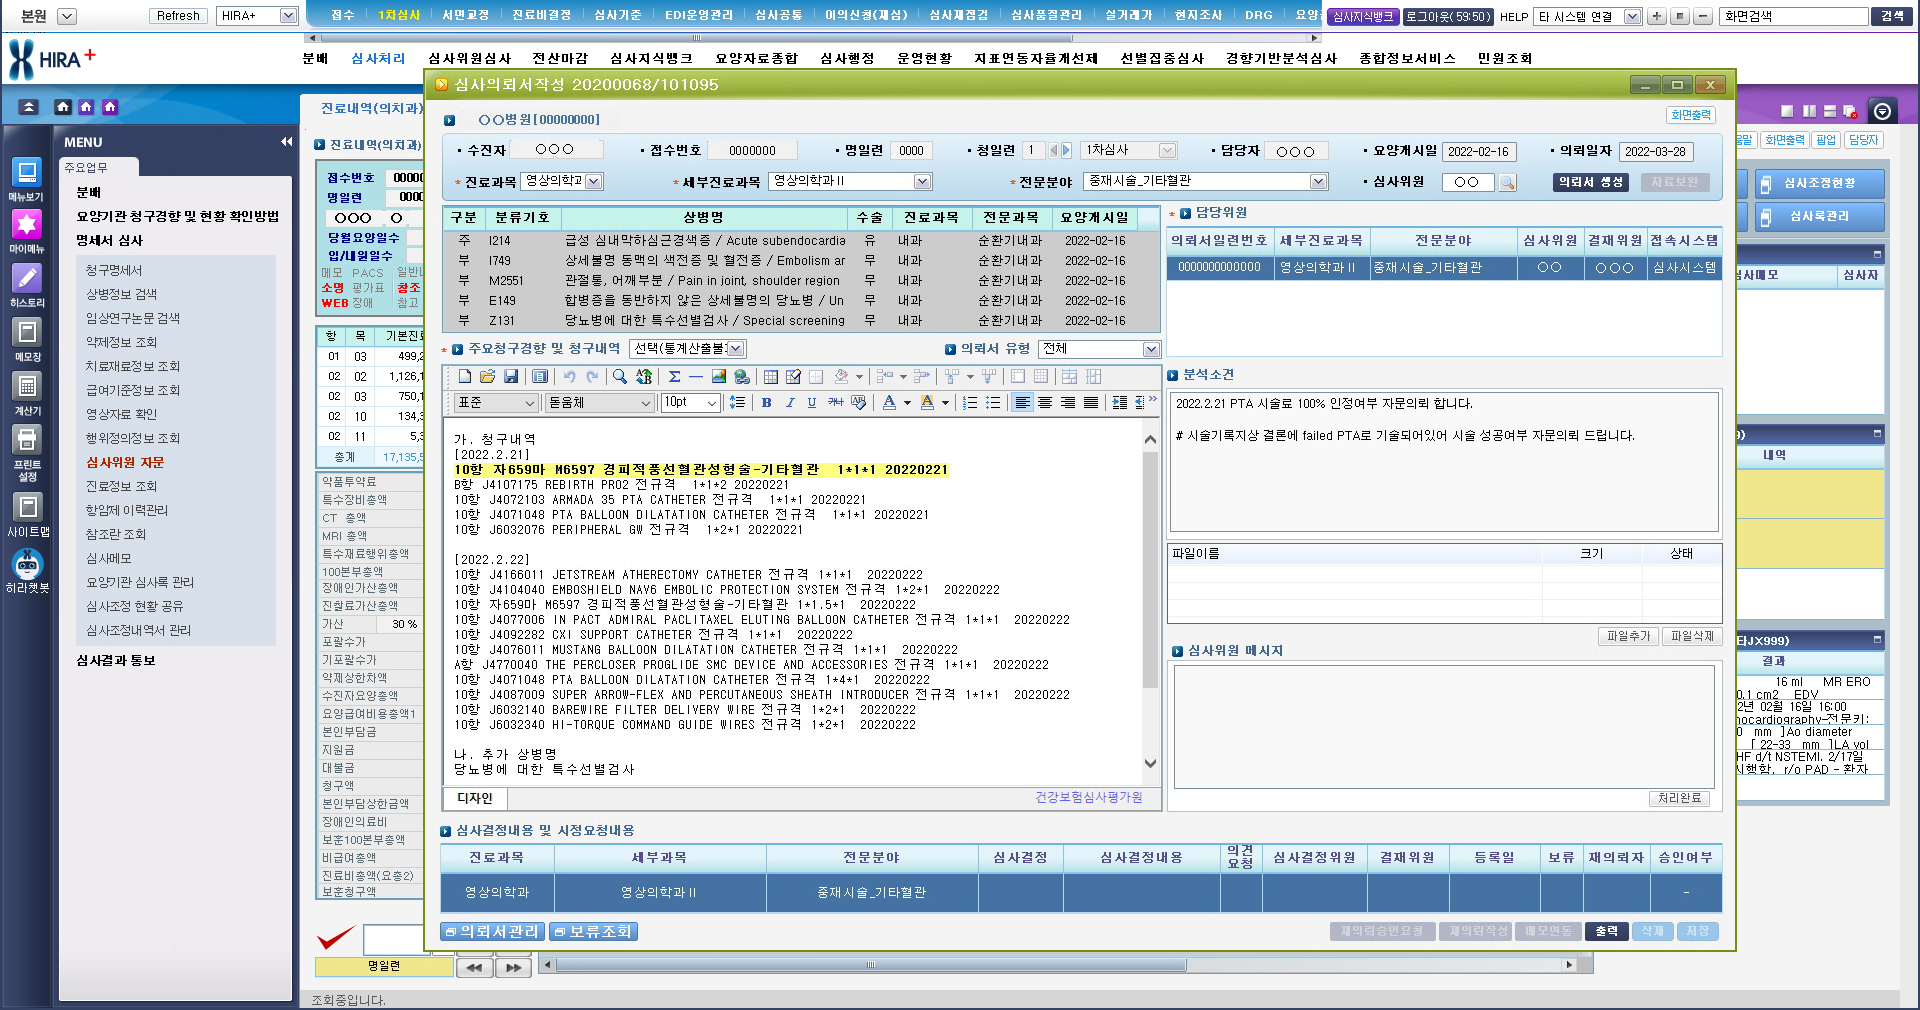 본원 Refresh HIRA+ 접수 1차심사 서면교정 진료비결정 심사기준 EDI운영관리 심사공통 이의신청(재심) 심사재점검 심사품질관리 실거래가 현지조사 DRG 요양 심사지식뱅크 로그아웃(59:50) HELP 타 시스템 연결 화면검색 검색
HIRA+ 분배 심사처리 심사위원심사 전산마감 심사지식뱅크 요양자료종합 심사행정 운영현황 지표연동자율개선제 선별집중심사 경향기반분석심사 종합정보서비스 민원조회
메뉴보기
마이메뉴
히스토리
메모장
계산기
프린트 설정
사이트맵
히라챗봇
MENU
주요업무
분배
요양기관 청구경향 및 현황 확인방법
명세서 심사
청구명세서
상병정보 검색
임상연구논문 검색
약제정보 조회
치료재료정보 조회
급여기준정보 조회
영상자료 확인
행위정의정보 조회
심사위원 자문
진료정보 조회
항암제 이력관리
참조란 조회
심사메모
요양기관 심사록 관리
심사조정 현황 공유
심사조정내역서 관리
심사결과 통보
진료내역(의치과)
진료내역(의치과)
접수번호 0000
명일련 000
○○○ ○
당월요양일수
입/내원일수
메모 PACS 일반
소명 평가표 참조
WEB 장애 참고
항 목 기본진료
01 03 499,2
02 02 1,126,1
02 03 750,1
02 10 134,3
02 11 5,3
총계 17,135,5
약품투약료
특수장비총액
CT 총액
MRI 총액
특수재료행위총액
100본부총액
장애인가산총액
진찰료가산총액
가산 30 %
포괄수가
기포괄수가
약제상한차액
수진자요양총액
요양급여비용총액1
본인부담금
지원금
대불금
청구액
본인부담상한금액
장애인의료비
보훈100본부총액
비급여총액
진료비총액(요총2)
보훈청구액
명일련
조회중입니다.
심사의뢰서작성 20200068/101095
○○병원[00000000] 화면출력
수진자 ○○○ 접수번호 0000000 명일련 0000 청일련 1 1차심사 담당자 ○○○ 요양개시일 2022-02-16 의뢰일자 2022-03-28
* 진료과목 영상의학과 * 세부진료과목 영상의학과Ⅱ * 전문분야 중재시술_기타혈관 심사위원 ○○ 의뢰서 생성 자료보완
구분 분류기호 상병명 수술 진료과목 전문과목 요양개시일
주 I214 급성 심내막하심근경색증 / Acute subendocardia 유 내과 순환기내과 2022-02-16
부 I749 상세불명 동맥의 색전증 및 혈전증 / Embolism ar 무 내과 순환기내과 2022-02-16
부 M2551 관절통, 어깨부분 / Pain in joint, shoulder region 무 내과 순환기내과 2022-02-16
부 E149 합병증을 동반하지 않은 상세불명의 당뇨병 / Un 무 내과 순환기내과 2022-02-16
부 Z131 당뇨병에 대한 특수선별검사 / Special screening 무 내과 순환기내과 2022-02-16
* 담당위원
의뢰서일련번호 세부진료과목 전문분야 심사위원 결재위원 접속시스템
0000000000000 영상의학과Ⅱ 중재시술_기타혈관 ○○ ○○○ 심사시스템
* 주요청구경향 및 청구내역 선택(통계산출불 의뢰서 유형 전체
표준 돋움체 10pt
가. 청구내역
[2022.2.21]
10항 자659마 M6597 경피적풍선혈관성형술-기타혈관 1*1*1 20220221
B항 J4107175 REBIRTH PRO2 전규격 1*1*2 20220221
10항 J4072103 ARMADA 35 PTA CATHETER 전규격 1*1*1 20220221
10항 J4071048 PTA BALLOON DILATATION CATHETER 전규격 1*1*1 20220221
10항 J6032076 PERIPHERAL GW 전규격 1*2*1 20220221
[2022.2.22]
10항 J4166011 JETSTREAM ATHERECTOMY CATHETER 전규격 1*1*1 20220222
10항 J4104040 EMBOSHIELD NAV6 EMBOLIC PROTECTION SYSTEM 전규격 1*2*1 20220222
10항 자659마 M6597 경피적풍선혈관성형술-기타혈관 1*1.5*1 20220222
10항 J4077006 IN PACT ADMIRAL PACLITAXEL ELUTING BALLOON CATHETER 전규격 1*1*1 20220222
10항 J4092282 CXI SUPPORT CATHETER 전규격 1*1*1 20220222
10항 J4076011 MUSTANG BALLOON DILATATION CATHETER 전규격 1*1*1 20220222
A항 J4770040 THE PERCLOSER PROGLIDE SMC DEVICE AND ACCESSORIES 전규격 1*1*1 20220222
10항 J4071048 PTA BALLOON DILATATION CATHETER 전규격 1*4*1 20220222
10항 J4087009 SUPER ARROW-FLEX AND PERCUTANEOUS SHEATH INTRODUCER 전규격 1*1*1 20220222
10항 J6032140 BAREWIRE FILTER DELIVERY WIRE 전규격 1*2*1 20220222
10항 J6032340 HI-TORQUE COMMAND GUIDE WIRES 전규격 1*2*1 20220222
나. 추가 상병명
당뇨병에 대한 특수선별검사
디자인 건강보험심사평가원
분석소견
2022.2.21 PTA 시술료 100% 인정여부 자문의뢰 합니다.
# 시술기록지상 결론에 failed PTA로 기술되어있어 시술 성공여부 자문의뢰 드립니다.
파일이름 크기 상태
파일추가 파일삭제
심사위원 메시지
처리완료
심사결정내용 및 시정요청내용
진료과목 세부과목 전문분야 심사결정 심사결정내용 의견요청 심사결정위원 결재위원 등록일 보류 재의뢰자 승인여부
영상의학과 영상의학과Ⅱ 중재시술_기타혈관 -
의뢰서관리 보류조회 재의뢰승인요청 재의뢰작성 메모연동 출력 삭제 저장
움말 화면출력 팝업 담당자
심사조정현황
심사록관리
심사메모 심사자
내역
타JX999)
결과
16 ml MR ERO
0.1 cm2 EDV
2년 02월 16일 16:00
nocardiography-전문키:
0 mm ]Ao diameter
[ 22-33 mm ]LA vol
HF d/t NSTEMI. 2/17일
시행함. r/o PAD - 환자